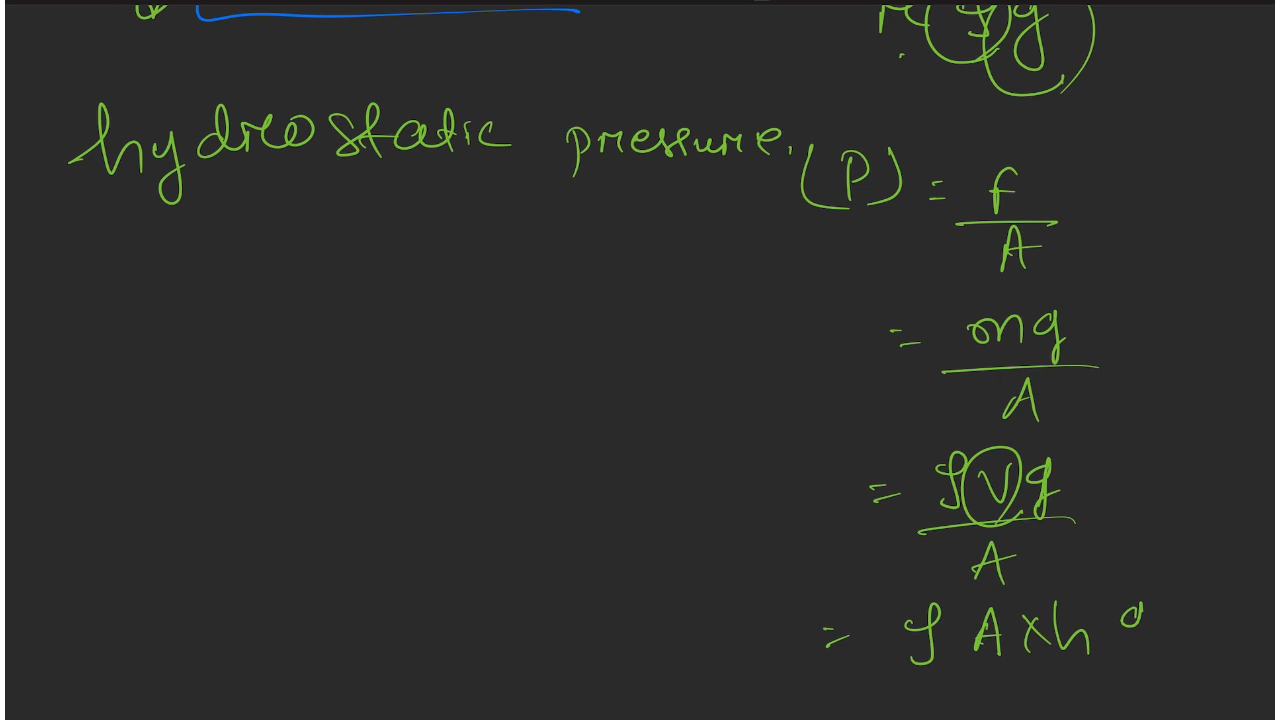 hydrostatic pressure. (P) = f/A
= mg/A
= ρVg/A
= ρ A×h